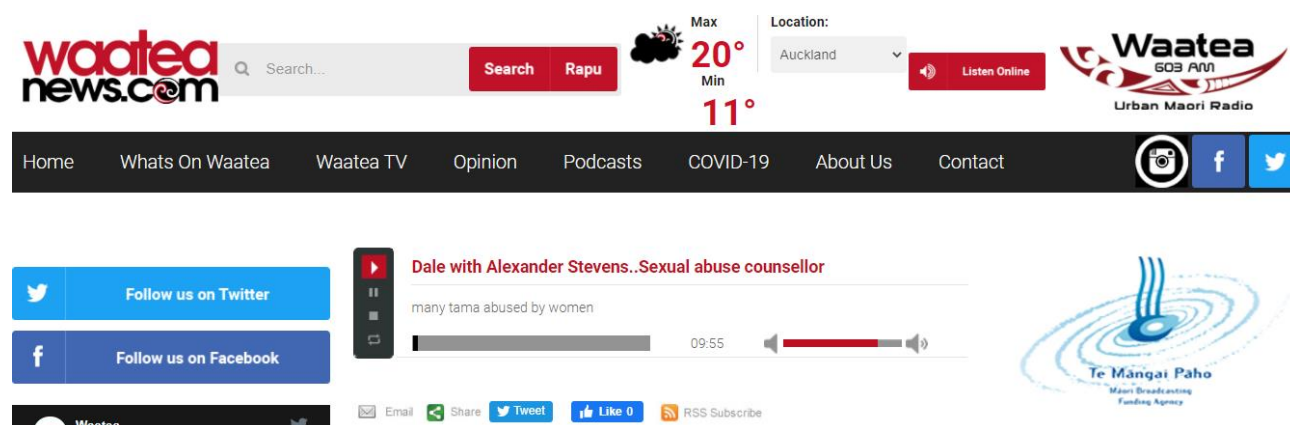 waatea
news.com
Search...
Search
Rapu
Max
20°
Min
11°
Location:
Auckland
Listen Online
Waatea
603 AM
Urban Maori Radio
Home
Whats On Waatea
Waatea TV
Opinion
Podcasts
COVID-19
About Us
Contact
Follow us on Twitter
Follow us on Facebook
Waatea
Dale with Alexander Stevens..Sexual abuse counsellor
many tama abused by women
09:55
Email
Share
Tweet
Like 0
RSS Subscribe
Te Māngai Pāho
Māori Broadcasting
Funding Agency